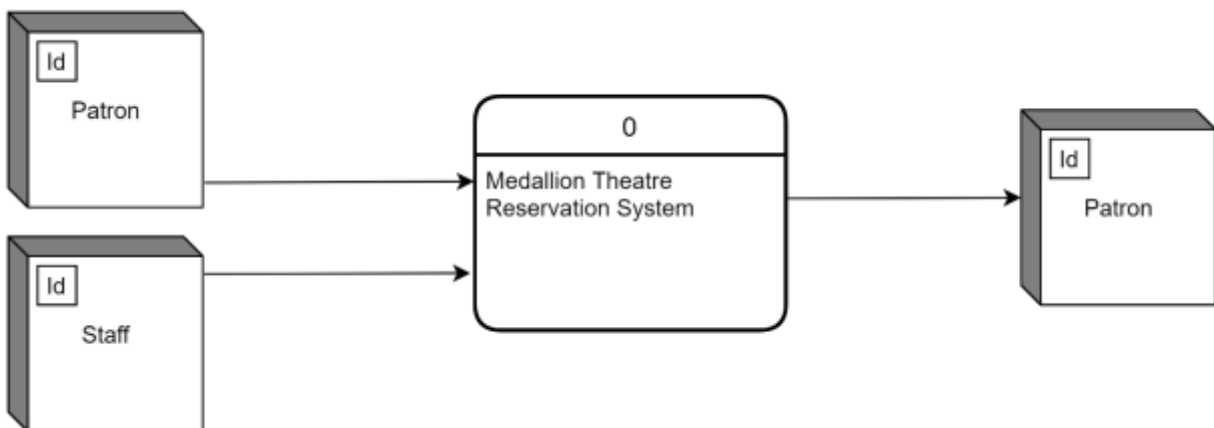 Id
Patron
Id
Staff
0
Medallion Theatre
Reservation System
Id
Patron